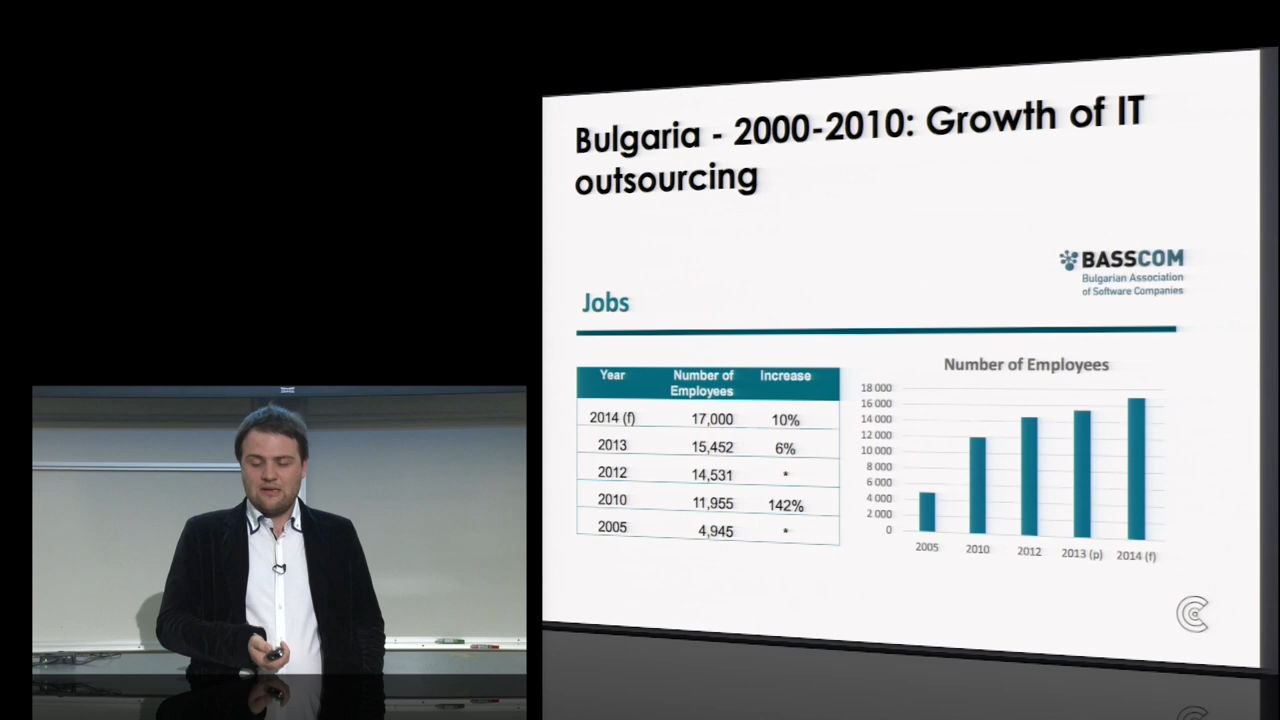 Bulgaria - 2000-2010: Growth of IT
outsourcing
BASSCOM
Bulgarian Association
of Software Companies
Jobs
Year Number of Employees Increase
2014 (f) 17,000 10%
2013 15,452 6%
2012 14,531 *
2010 11,955 142%
2005 4,945 *
Number of Employees
18 000
16 000
14 000
12 000
10 000
8 000
6 000
4 000
2 000
0
2005 2010 2012 2013 (p) 2014 (f)